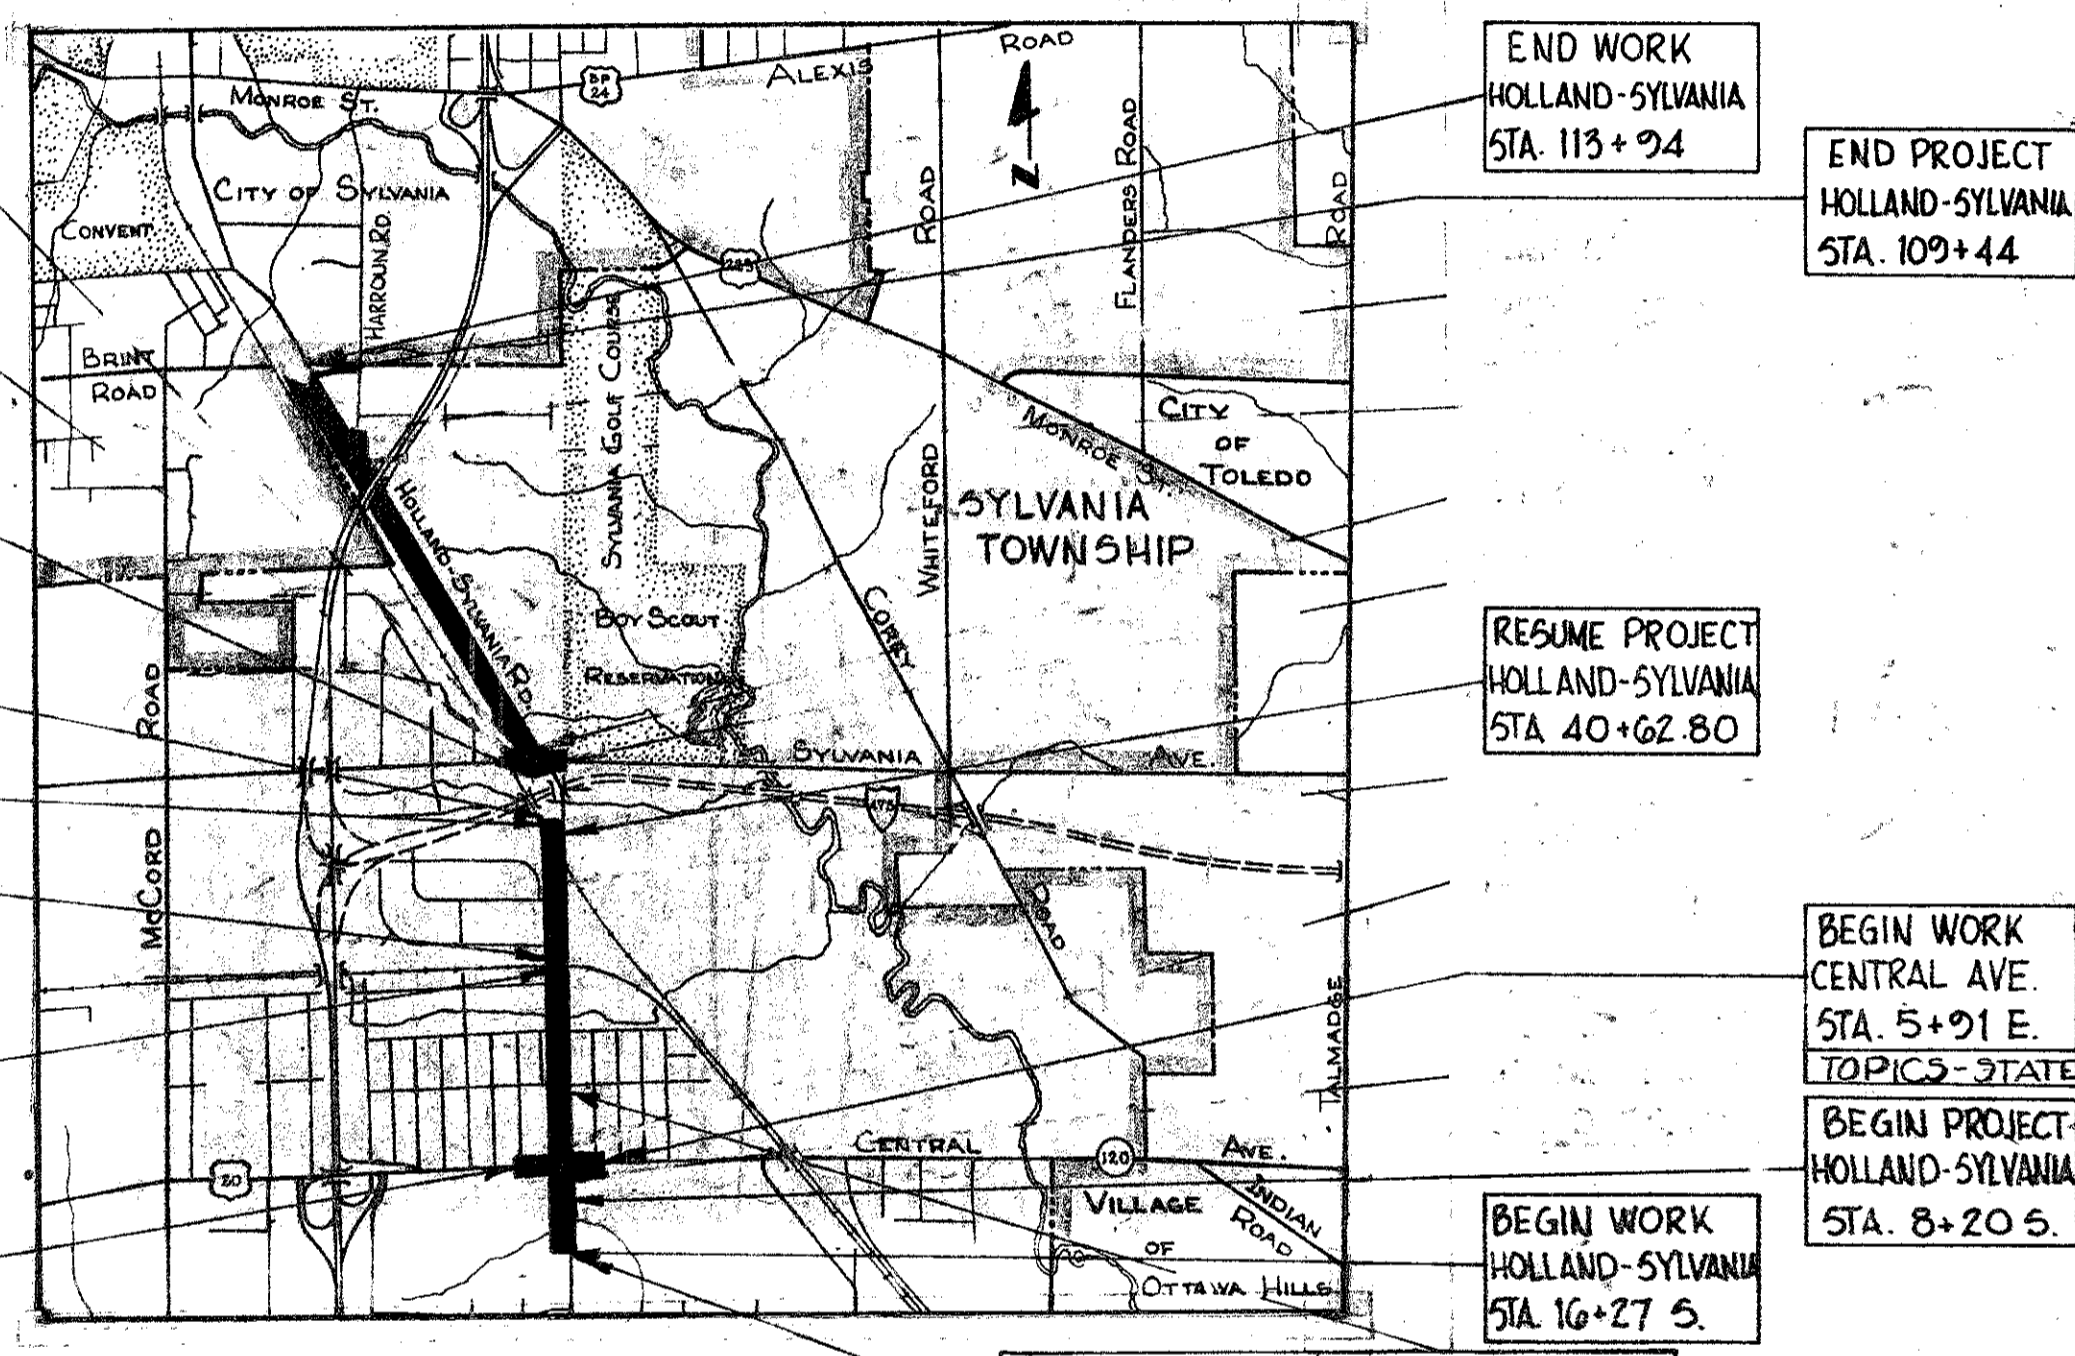 ROAD
ALEXIS
BP
24
MONROE ST.
CITY OF SYLVANIA
CONVENT
HARROUN RD.
ROAD
FLANDERS ROAD
ROAD
N
BRINT
ROAD
SYLVANIA GOLF COURSE
CITY
OF
TOLEDO
MONROE ST.
WHITEFORD
SYLVANIA
TOWNSHIP
HOLLAND-SYLVANIA RD.
BOY SCOUT
RESERVATION
COREY
ROAD
ROAD
MCCORD
SYLVANIA
AVE.
475
TALMADGE
CENTRAL
120
AVE.
20
INDIAN
ROAD
VILLAGE
OF
OTTAWA HILLS
END WORK
HOLLAND-SYLVANIA
STA. 113+94
END PROJECT
HOLLAND-SYLVANIA
STA. 109+44
RESUME PROJECT
HOLLAND-SYLVANIA
STA 40+62.80
BEGIN WORK
CENTRAL AVE.
STA. 5+91 E.
TOPICS-STATE
BEGIN PROJECT
HOLLAND-SYLVANIA
STA. 8+20 S.
BEGIN WORK
HOLLAND-SYLVANIA
STA. 16+27 S.